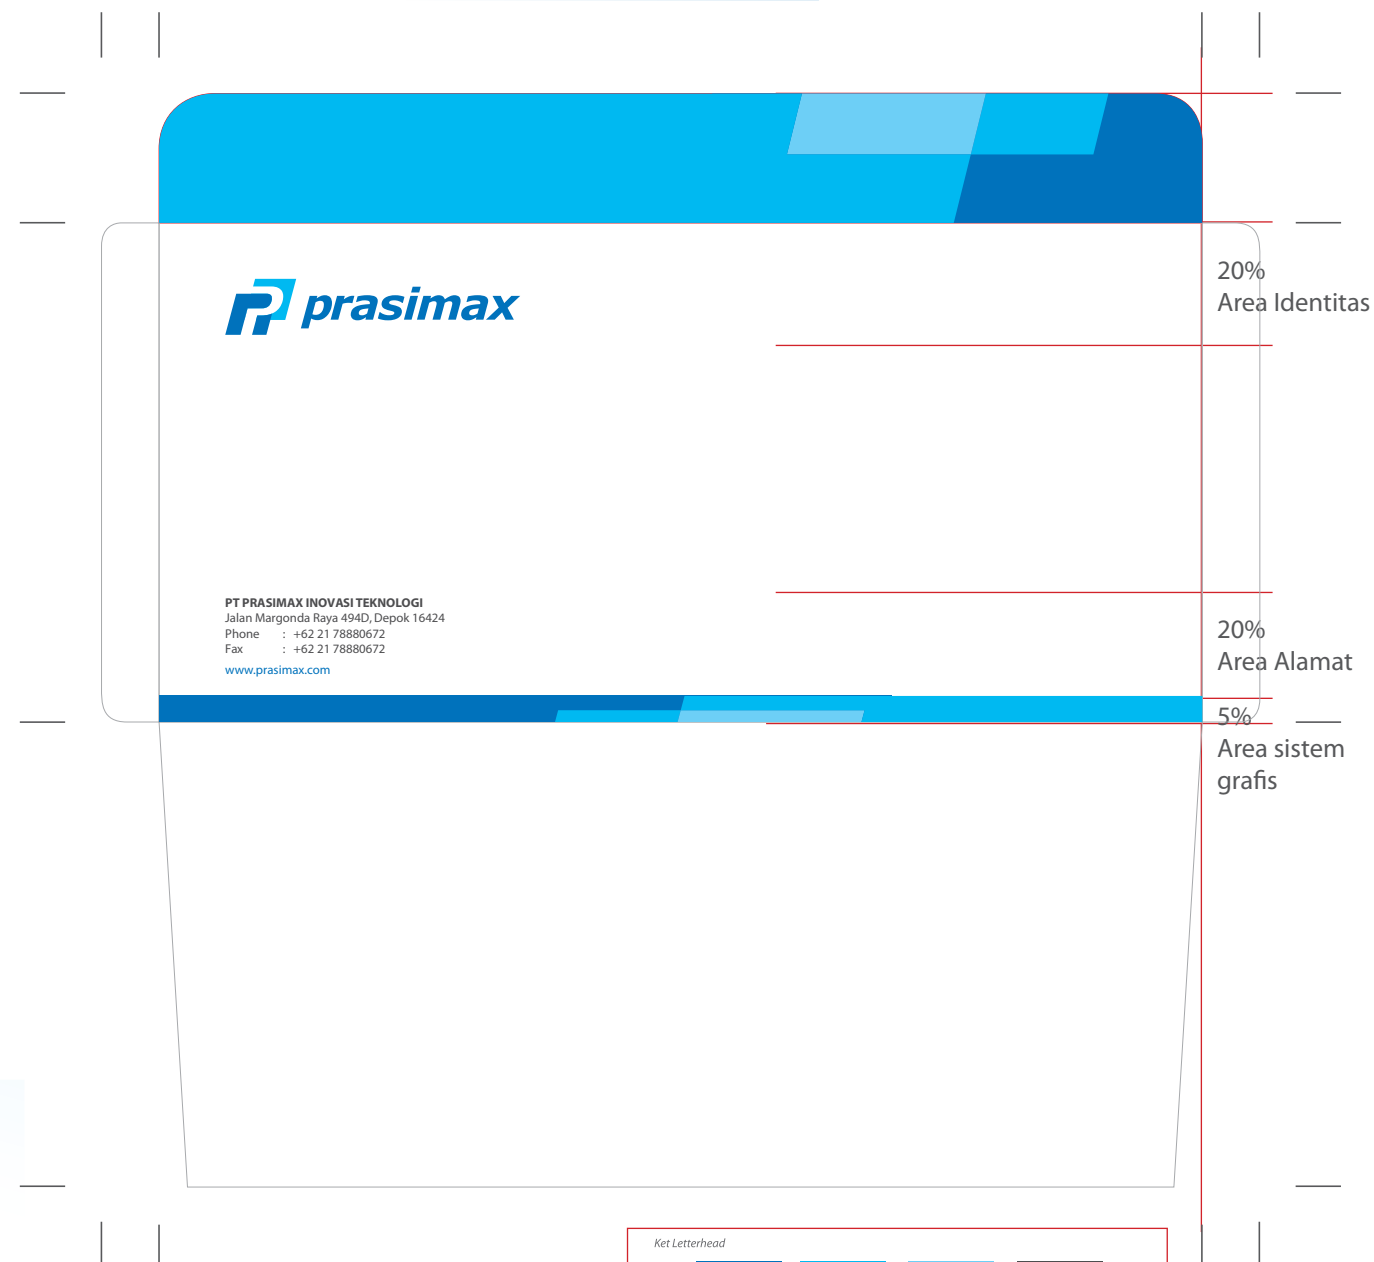 20%
Area Identitas
prasimax
PT PRASIMAX INOVASI TEKNOLOGI
Jalan Margonda Raya 494D, Depok 16424
Phone : +62 21 78880672
Fax : +62 21 78880672
www.prasimax.com
20%
Area Alamat
5%
Area sistem
grafis
Ket Letterhead